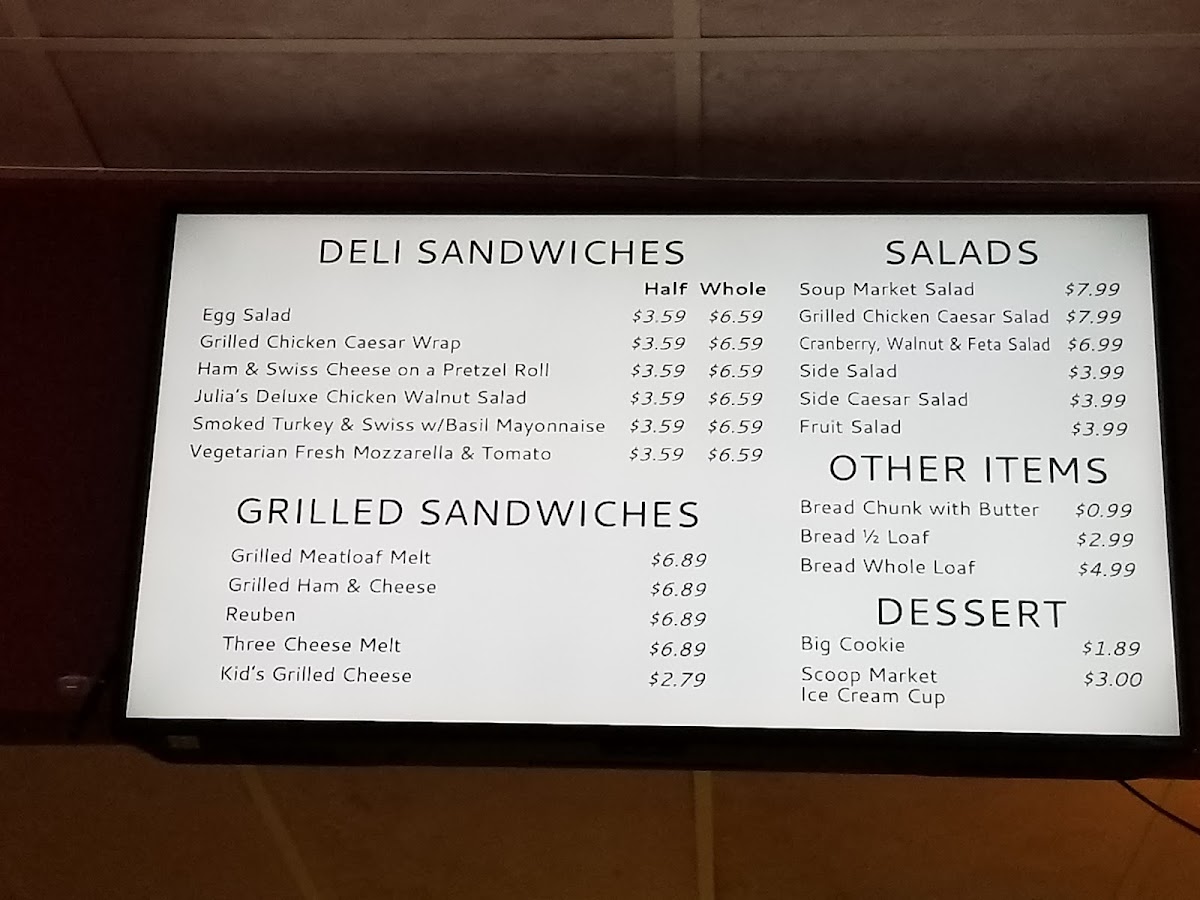 DELI SANDWICHES
Half Whole
Egg Salad $3.59 $6.59
Grilled Chicken Caesar Wrap $3.59 $6.59
Ham & Swiss Cheese on a Pretzel Roll $3.59 $6.59
Julia's Deluxe Chicken Walnut Salad $3.59 $6.59
Smoked Turkey & Swiss w/Basil Mayonnaise $3.59 $6.59
Vegetarian Fresh Mozzarella & Tomato $3.59 $6.59
GRILLED SANDWICHES
Grilled Meatloaf Melt $6.89
Grilled Ham & Cheese $6.89
Reuben $6.89
Three Cheese Melt $6.89
Kid's Grilled Cheese $2.79
SALADS
Soup Market Salad $7.99
Grilled Chicken Caesar Salad $7.99
Cranberry, Walnut & Feta Salad $6.99
Side Salad $3.99
Side Caesar Salad $3.99
Fruit Salad $3.99
OTHER ITEMS
Bread Chunk with Butter $0.99
Bread ½ Loaf $2.99
Bread Whole Loaf $4.99
DESSERT
Big Cookie $1.89
Scoop Market $3.00
Ice Cream Cup